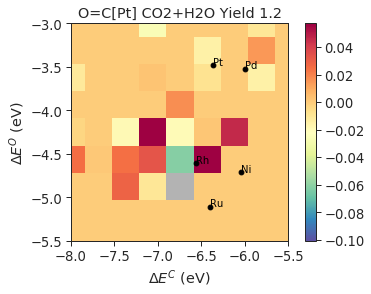 O=C[Pt] CO2+H2O Yield 1.2
−3.0
−3.5
−4.0
−4.5
−5.0
−5.5
ΔE^O (eV)
Pt
Pd
Rh
Ni
Ru
−8.0 −7.5 −7.0 −6.5 −6.0 −5.5
ΔE^C (eV)
0.04
0.02
0.00
−0.02
−0.04
−0.06
−0.08
−0.10